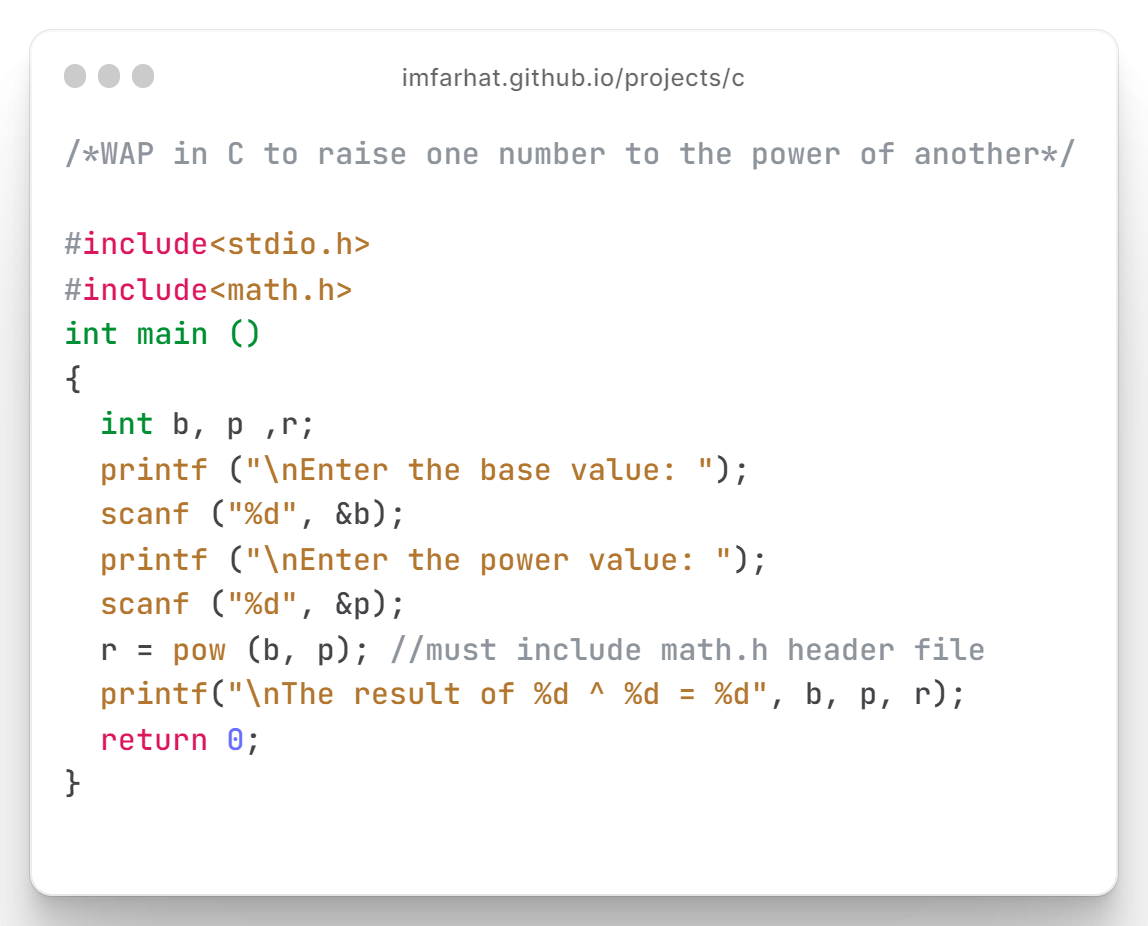 imfarhat.github.io/projects/c
/*WAP in C to raise one number to the power of another*/
#include<stdio.h>
#include<math.h>
int main ()
{
  int b, p ,r;
  printf ("\nEnter the base value: ");
  scanf ("%d", &b);
  printf ("\nEnter the power value: ");
  scanf ("%d", &p);
  r = pow (b, p); //must include math.h header file
  printf("\nThe result of %d ^ %d = %d", b, p, r);
  return 0;
}